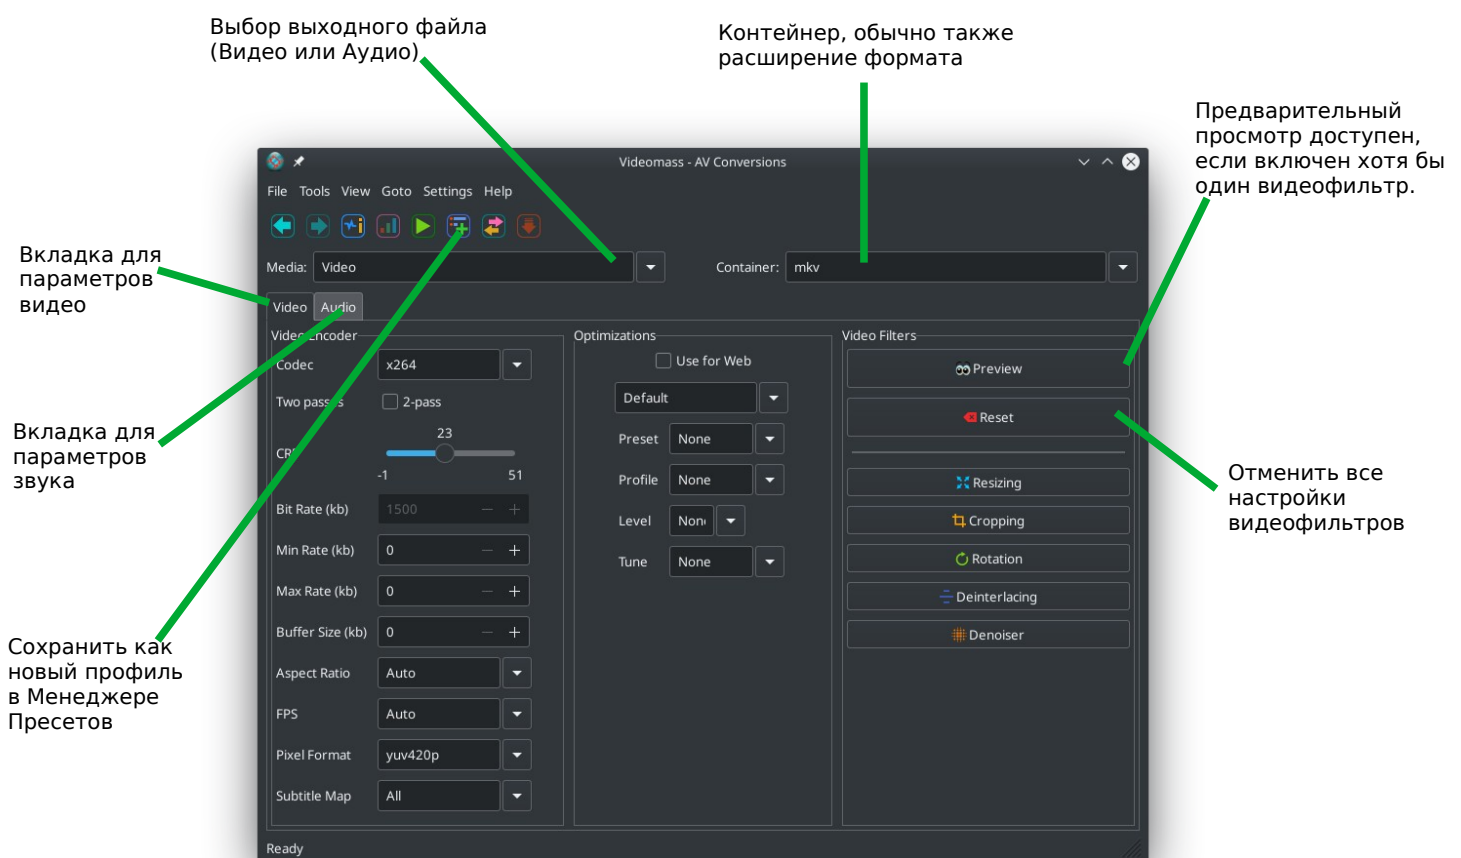 Выбор выходного файла
(Видео или Аудио)
Контейнер, обычно также
расширение формата
Предварительный
просмотр доступен,
если включен хотя бы
один видеофильтр.
Вкладка для
параметров
видео
Вкладка для
параметров
звука
Сохранить как
новый профиль
в Менеджере
Пресетов
Отменить все
настройки
видеофильтров
Videomass - AV Conversions
File Tools View Goto Settings Help
Media: Video Container: mkv
Video Audio
Video Encoder
Codec x264
Two passes 2-pass
CRF 23
-1 51
Bit Rate (kb) 1500
Min Rate (kb) 0
Max Rate (kb) 0
Buffer Size (kb) 0
Aspect Ratio Auto
FPS Auto
Pixel Format yuv420p
Subtitle Map All
Optimizations
Use for Web
Default
Preset None
Profile None
Level Non
Tune None
Video Filters
Preview
Reset
Resizing
Cropping
Rotation
Deinterlacing
Denoiser
Ready